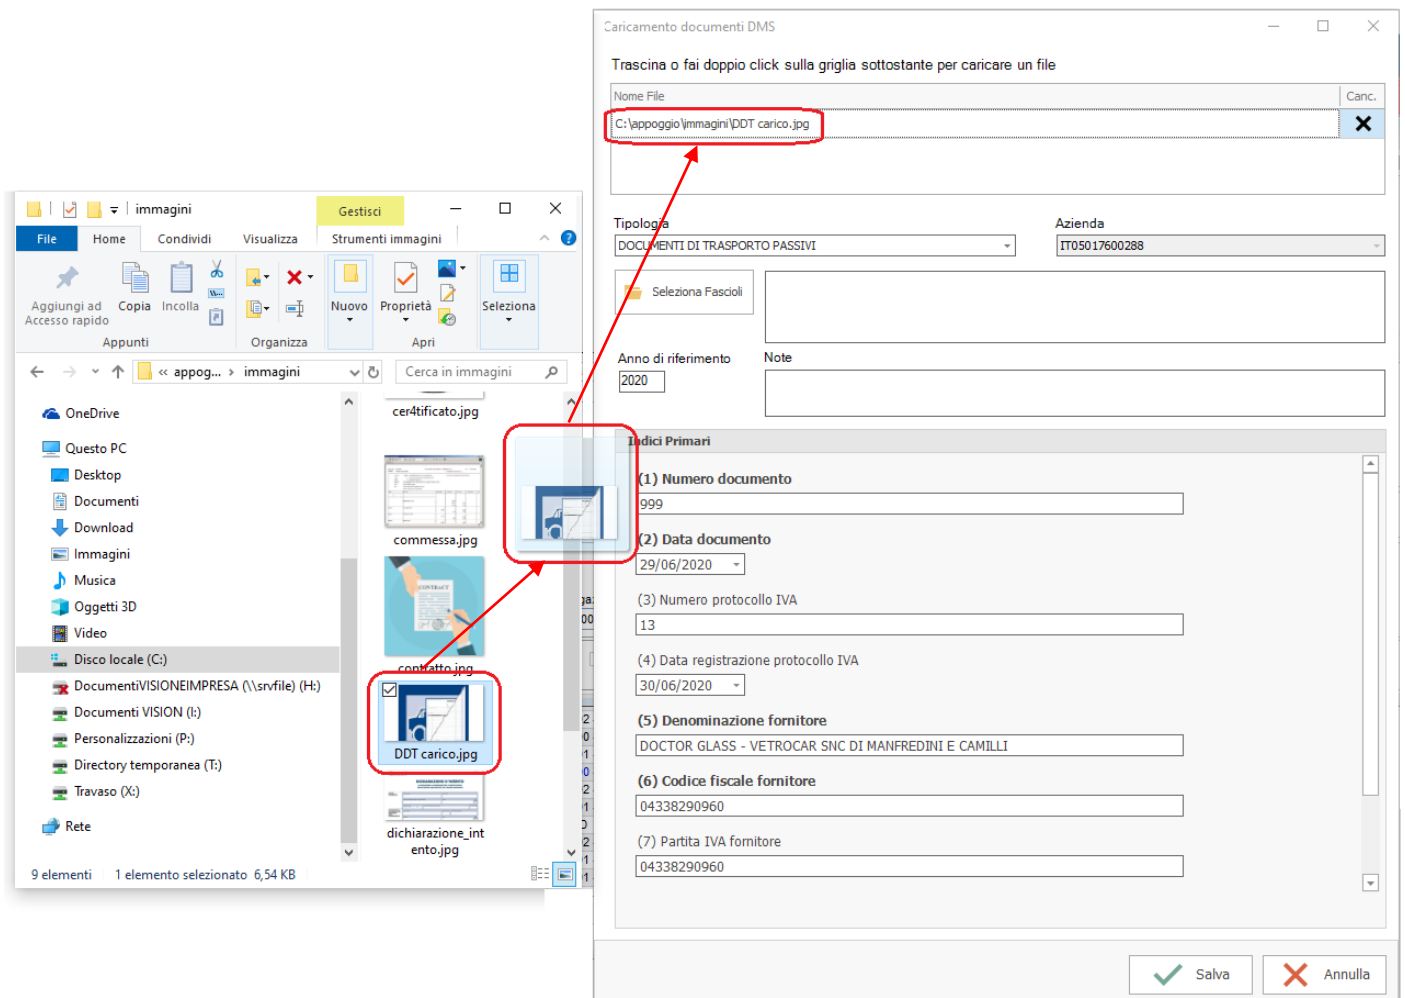 Caricamento documenti DMS
Trascina o fai doppio click sulla griglia sottostante per caricare un file
Nome File
Canc.
C:\appoggio\immagini\DDT carico.jpg
Tipologia
Azienda
DOCUMENTI DI TRASPORTO PASSIVI
IT05017600288
Seleziona Fascioli
Anno di riferimento
Note
2020
Indici Primari
(1) Numero documento
999
(2) Data documento
29/06/2020
(3) Numero protocollo IVA
13
(4) Data registrazione protocollo IVA
30/06/2020
(5) Denominazione fornitore
DOCTOR GLASS - VETROCAR SNC DI MANFREDINI E CAMILLI
(6) Codice fiscale fornitore
04338290960
(7) Partita IVA fornitore
04338290960
Salva
Annulla
immagini
Gestisci
File
Home
Condividi
Visualizza
Strumenti immagini
Aggiungi ad
Accesso rapido
Copia
Incolla
Nuovo
Proprietà
Seleziona
Appunti
Organizza
Apri
« appog... › immagini
Cerca in immagini
OneDrive
Questo PC
Desktop
Documenti
Download
Immagini
Musica
Oggetti 3D
Video
Disco locale (C:)
DocumentiVISIONEIMPRESA (\\srvfile) (H:)
Documenti VISION (I:)
Personalizzazioni (P:)
Directory temporanea (T:)
Travaso (X:)
Rete
cer4tificato.jpg
commessa.jpg
CONTRACT
contratto.jpg
DDT carico.jpg
dichiarazione_int
ento.jpg
9 elementi
1 elemento selezionato 6,54 KB